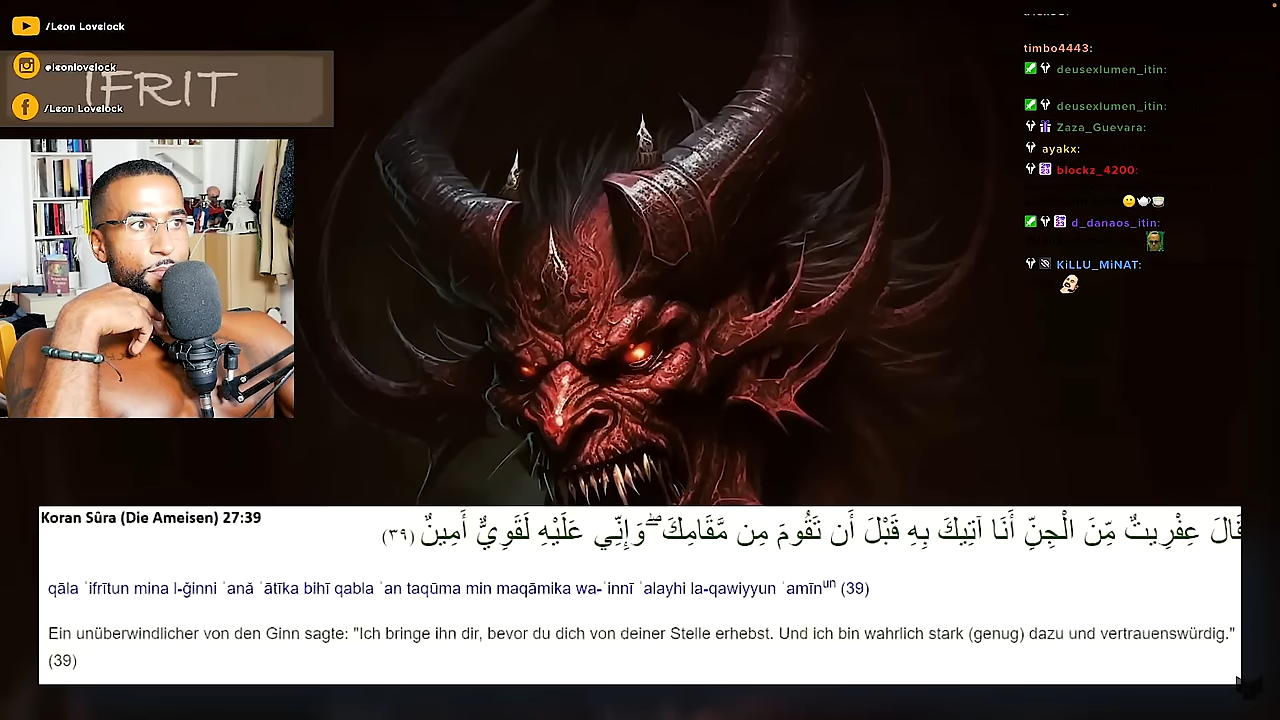 /Leon Lovelock
@leonlovelock
IFRIT
/Leon Lovelock
timbo4443:
deusexlumen_itin:
deusexlumen_itin:
Zaza_Guevara:
ayakx:
blockz_4200:
d_danaos_itin:
KiLLU_MiNAT:
Koran Sûra (Die Ameisen) 27:39
قَالَ عِفْرِيتٌ مِّنَ الْجِنِّ أَنَا آتِيكَ بِهِ قَبْلَ أَن تَقُومَ مِن مَّقَامِكَ ۖ وَإِنِّي عَلَيْهِ لَقَوِيٌّ أَمِينٌ (٣٩)
qāla ʿifrītun mina l-ǧinni ʾană ʾātīka bihī qabla ʾan taqūma min maqāmika wa-ʾinnī ʿalayhi la-qawiyyun ʾamīnun (39)
Ein unüberwindlicher von den Ginn sagte: "Ich bringe ihn dir, bevor du dich von deiner Stelle erhebst. Und ich bin wahrlich stark (genug) dazu und vertrauenswürdig."
(39)